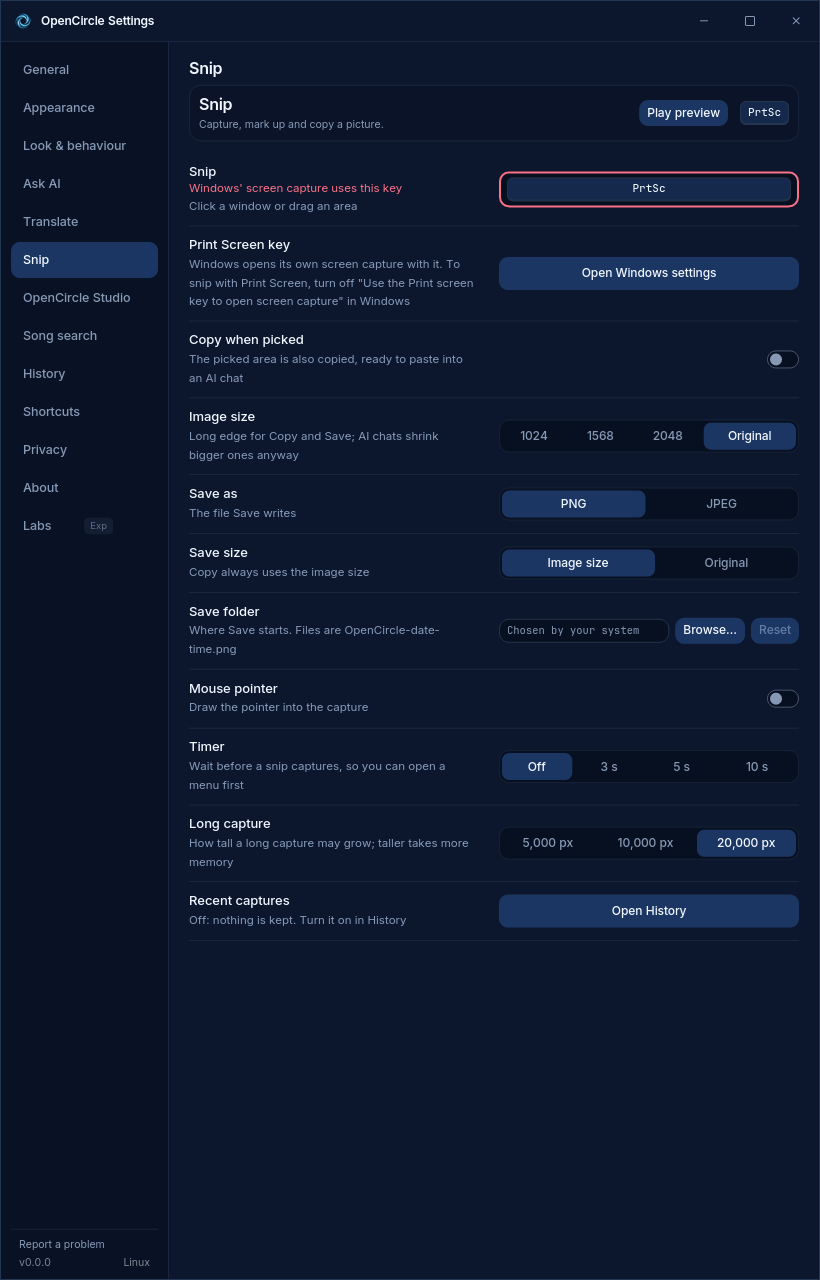 OpenCircle Settings
General
Appearance
Look & behaviour
Ask AI
Translate
Snip
OpenCircle Studio
Song search
History
Shortcuts
Privacy
About
Labs Exp
Report a problem
v0.0.0 Linux
Snip
Snip
Capture, mark up and copy a picture.
Play preview PrtSc
Snip
Windows' screen capture uses this key
Click a window or drag an area
PrtSc
Print Screen key
Windows opens its own screen capture with it. To
snip with Print Screen, turn off "Use the Print screen
key to open screen capture" in Windows
Open Windows settings
Copy when picked
The picked area is also copied, ready to paste into
an AI chat
Image size
Long edge for Copy and Save; AI chats shrink
bigger ones anyway
1024 1568 2048 Original
Save as
The file Save writes
PNG JPEG
Save size
Copy always uses the image size
Image size Original
Save folder
Where Save starts. Files are OpenCircle-date-
time.png
Chosen by your system Browse... Reset
Mouse pointer
Draw the pointer into the capture
Timer
Wait before a snip captures, so you can open a
menu first
Off 3 s 5 s 10 s
Long capture
How tall a long capture may grow; taller takes more
memory
5,000 px 10,000 px 20,000 px
Recent captures
Off: nothing is kept. Turn it on in History
Open History